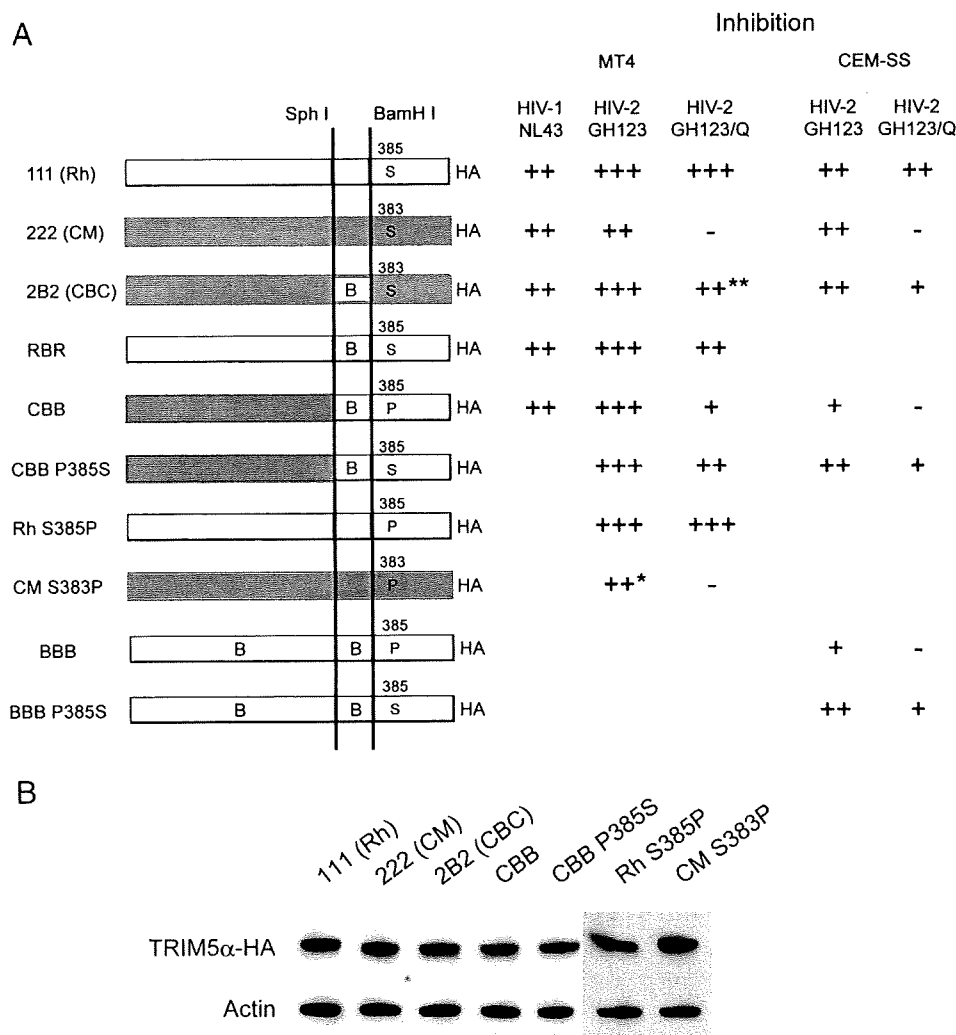 A
Inhibition
MT4 CEM-SS
Sph I BamH I
HIV-1 NL43 HIV-2 GH123 HIV-2 GH123/Q HIV-2 GH123 HIV-2 GH123/Q
385
111 (Rh) S HA ++ +++ +++ ++ ++
383
222 (CM) S HA ++ ++ - ++ -
383
2B2 (CBC) B S HA ++ +++ ++** ++ +
385
RBR B S HA ++ +++ ++
385
CBB B P HA ++ +++ + + -
385
CBB P385S B S HA +++ ++ ++ +
385
Rh S385P P HA +++ +++
383
CM S383P P HA ++* -
385
BBB B B P HA + -
385
BBB P385S B B S HA ++ +
B
111 (Rh) 222 (CM) 2B2 (CBC) CBB CBB P385S Rh S385P CM S383P
TRIM5α-HA
Actin